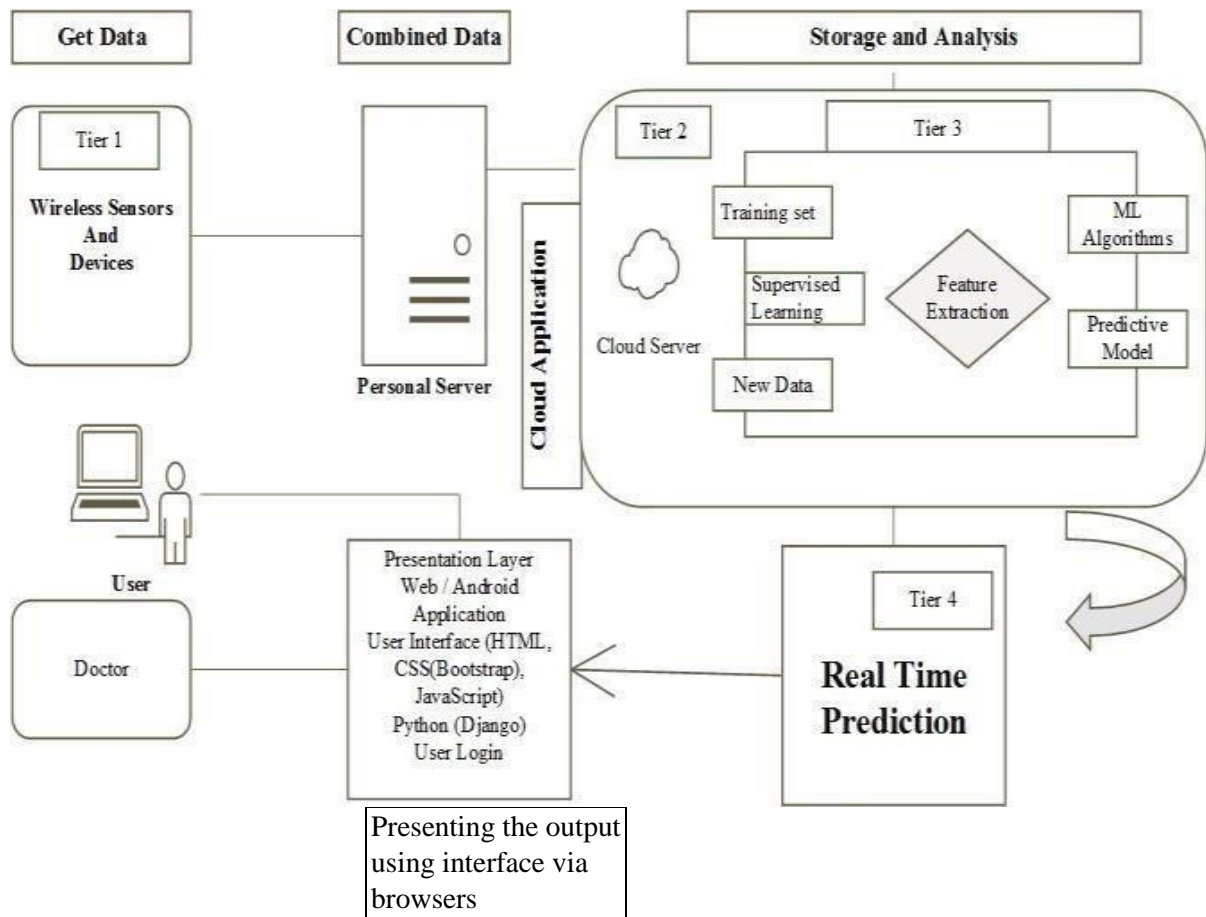 Get Data
Combined Data
Storage and Analysis
Tier 1
Wireless Sensors
And
Devices
Personal Server
Cloud Application
Tier 2
Cloud Server
Tier 3
Training set
Supervised
Learning
New Data
Feature
Extraction
ML
Algorithms
Predictive
Model
User
Doctor
Presentation Layer
Web / Android
Application
User Interface (HTML,
CSS(Bootstrap),
JavaScript)
Python (Django)
User Login
Tier 4
Real Time
Prediction
Presenting the output
using interface via
browsers